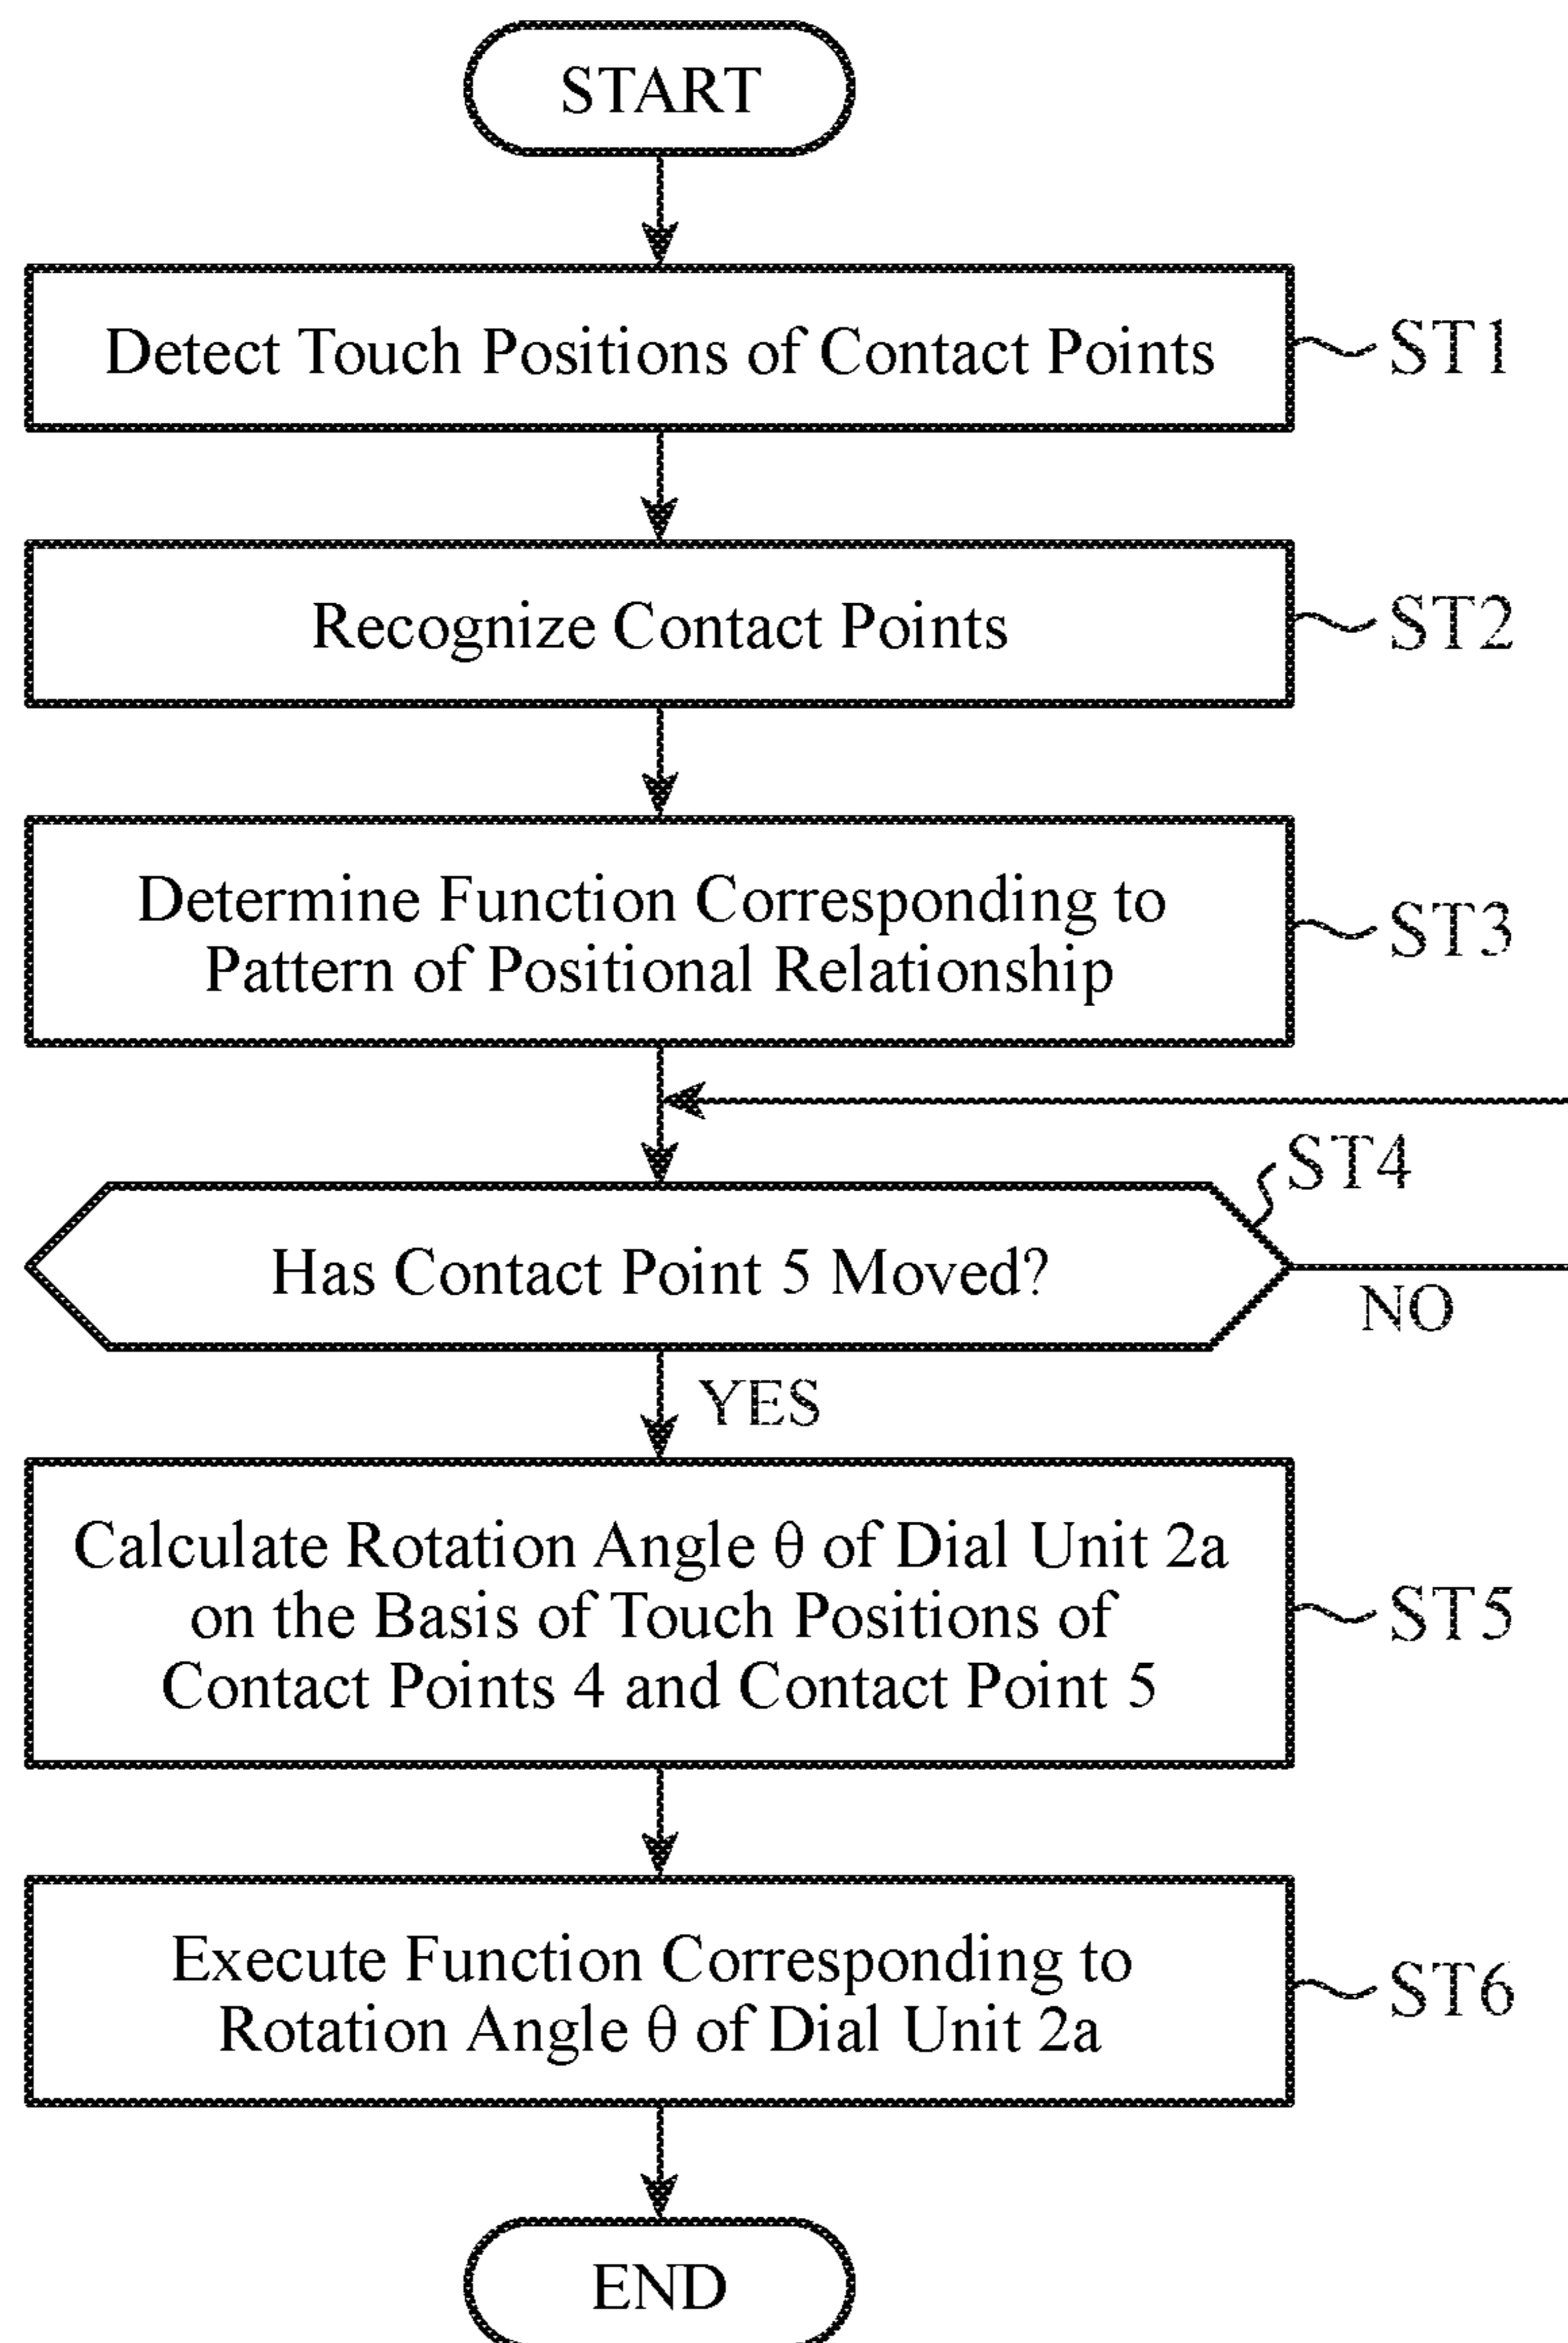 START
Detect Touch Positions of Contact Points
ST1
Recognize Contact Points
ST2
Determine Function Corresponding to
Pattern of Positional Relationship
ST3
ST4
Has Contact Point 5 Moved?
NO
YES
Calculate Rotation Angle θ of Dial Unit 2a
on the Basis of Touch Positions of
Contact Points 4 and Contact Point 5
ST5
Execute Function Corresponding to
Rotation Angle θ of Dial Unit 2a
ST6
END